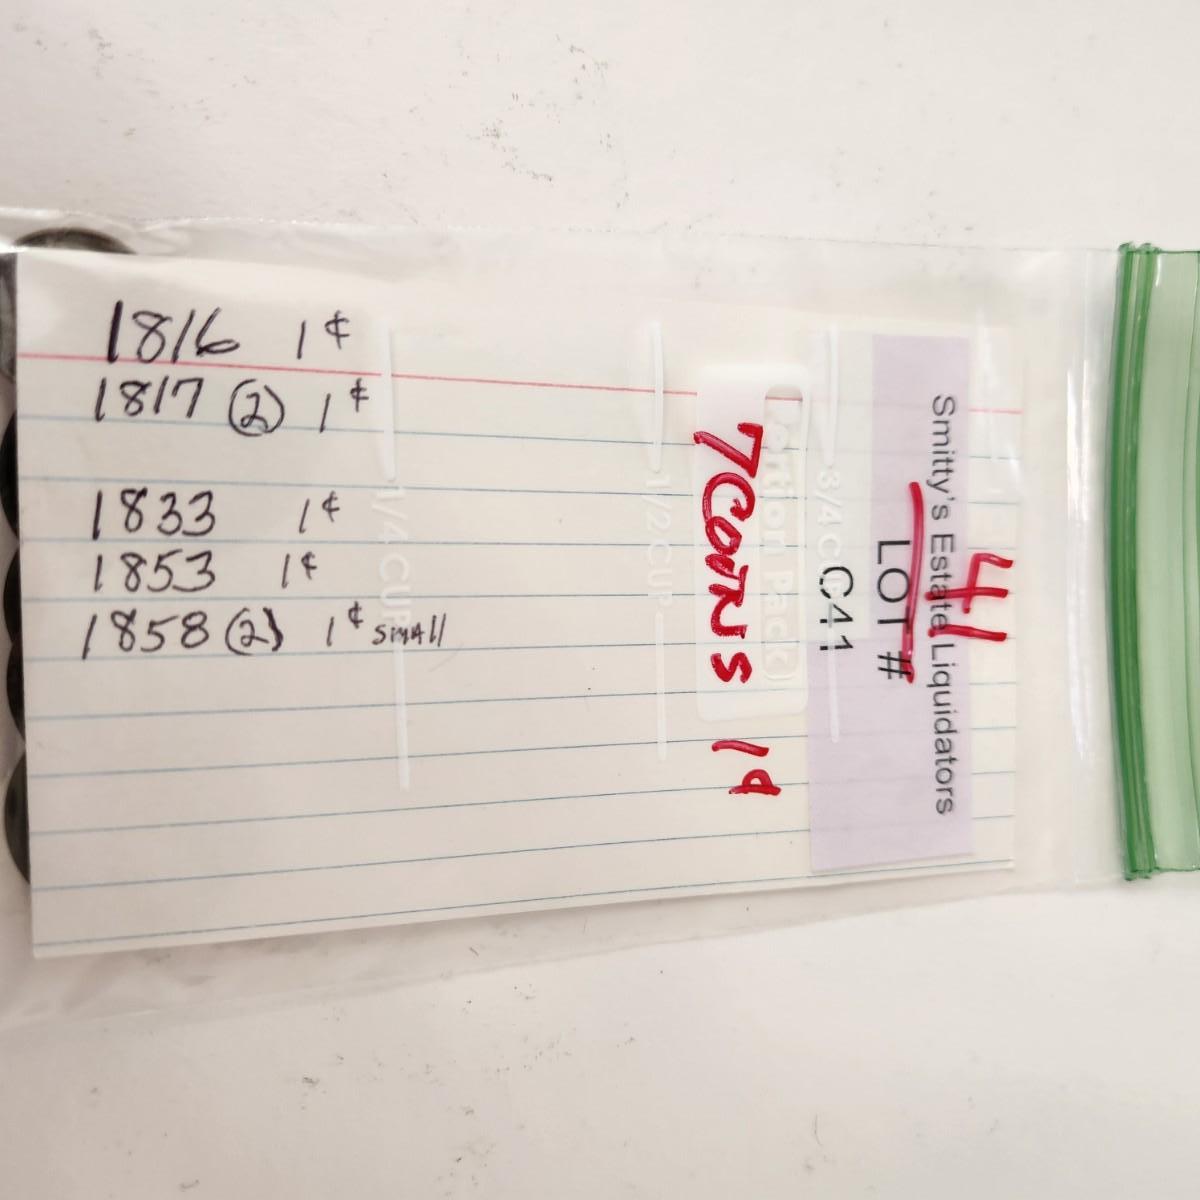 1816 1¢
1817 (2) 1¢
1833 1¢
1853 1¢
1858 (2) 1¢ small
Smitty's Estate Liquidators
41
LOT #
C41
7 Coins 1¢
3/4 CUP
1/2 CUP
1/4 CUP